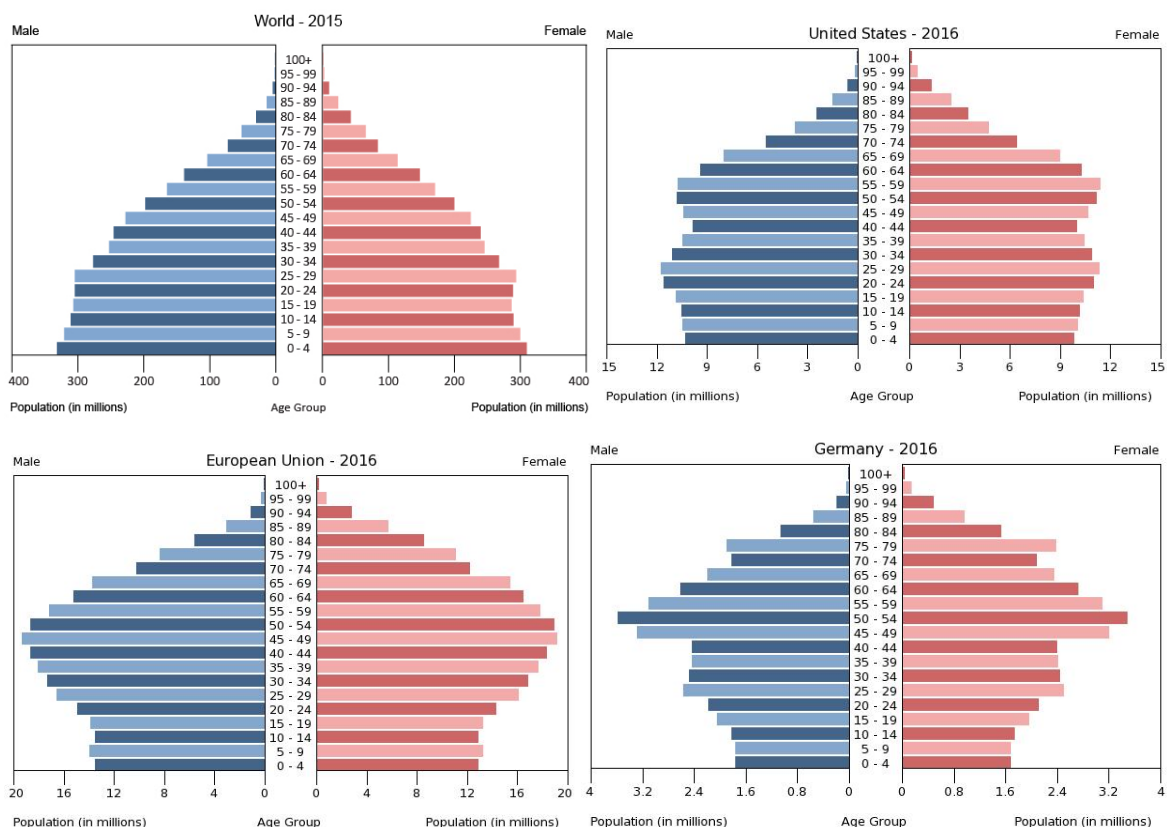 World - 2015
Male
Female
100+
95 - 99
90 - 94
85 - 89
80 - 84
75 - 79
70 - 74
65 - 69
60 - 64
55 - 59
50 - 54
45 - 49
40 - 44
35 - 39
30 - 34
25 - 29
20 - 24
15 - 19
10 - 14
5 - 9
0 - 4
400 300 200 100 0 0 100 200 300 400
Population (in millions) Age Group Population (in millions)
United States - 2016
Male
Female
100+
95 - 99
90 - 94
85 - 89
80 - 84
75 - 79
70 - 74
65 - 69
60 - 64
55 - 59
50 - 54
45 - 49
40 - 44
35 - 39
30 - 34
25 - 29
20 - 24
15 - 19
10 - 14
5 - 9
0 - 4
15 12 9 6 3 0 0 3 6 9 12 15
Population (in millions) Age Group Population (in millions)
European Union - 2016
Male
Female
100+
95 - 99
90 - 94
85 - 89
80 - 84
75 - 79
70 - 74
65 - 69
60 - 64
55 - 59
50 - 54
45 - 49
40 - 44
35 - 39
30 - 34
25 - 29
20 - 24
15 - 19
10 - 14
5 - 9
0 - 4
20 16 12 8 4 0 0 4 8 12 16 20
Population (in millions) Age Group Population (in millions)
Germany - 2016
Male
Female
100+
95 - 99
90 - 94
85 - 89
80 - 84
75 - 79
70 - 74
65 - 69
60 - 64
55 - 59
50 - 54
45 - 49
40 - 44
35 - 39
30 - 34
25 - 29
20 - 24
15 - 19
10 - 14
5 - 9
0 - 4
4 3.2 2.4 1.6 0.8 0 0 0.8 1.6 2.4 3.2 4
Population (in millions) Age Group Population (in millions)